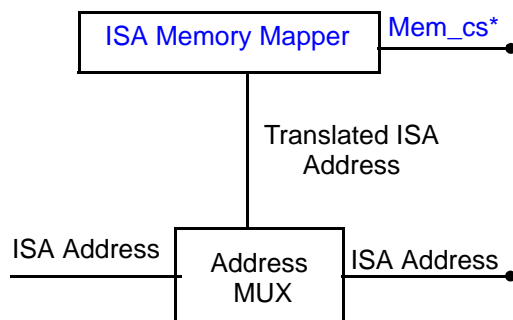 ISA Memory Mapper
Mem_cs*
Translated ISA
Address
ISA Address
Address
MUX
ISA Address